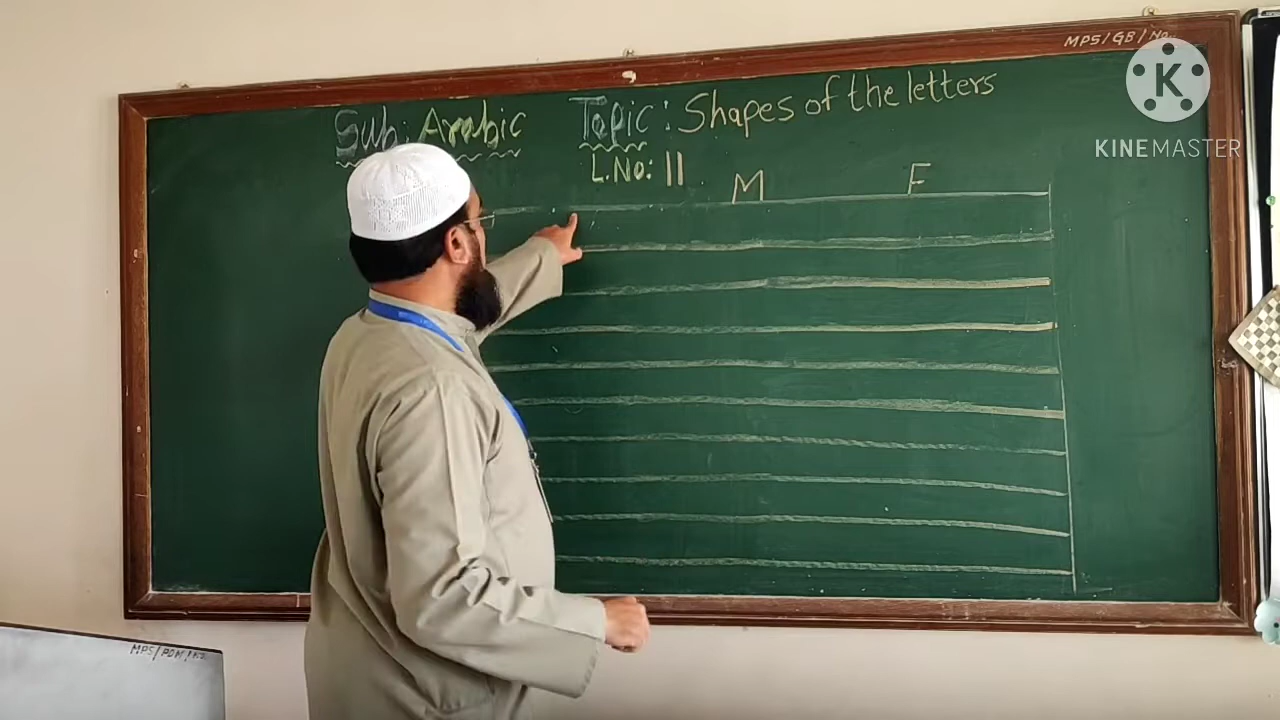 MPS/GB/No.
K
KINEMASTER
Sub: Arabic Topic: Shapes of the letters
L.No: 11
M F